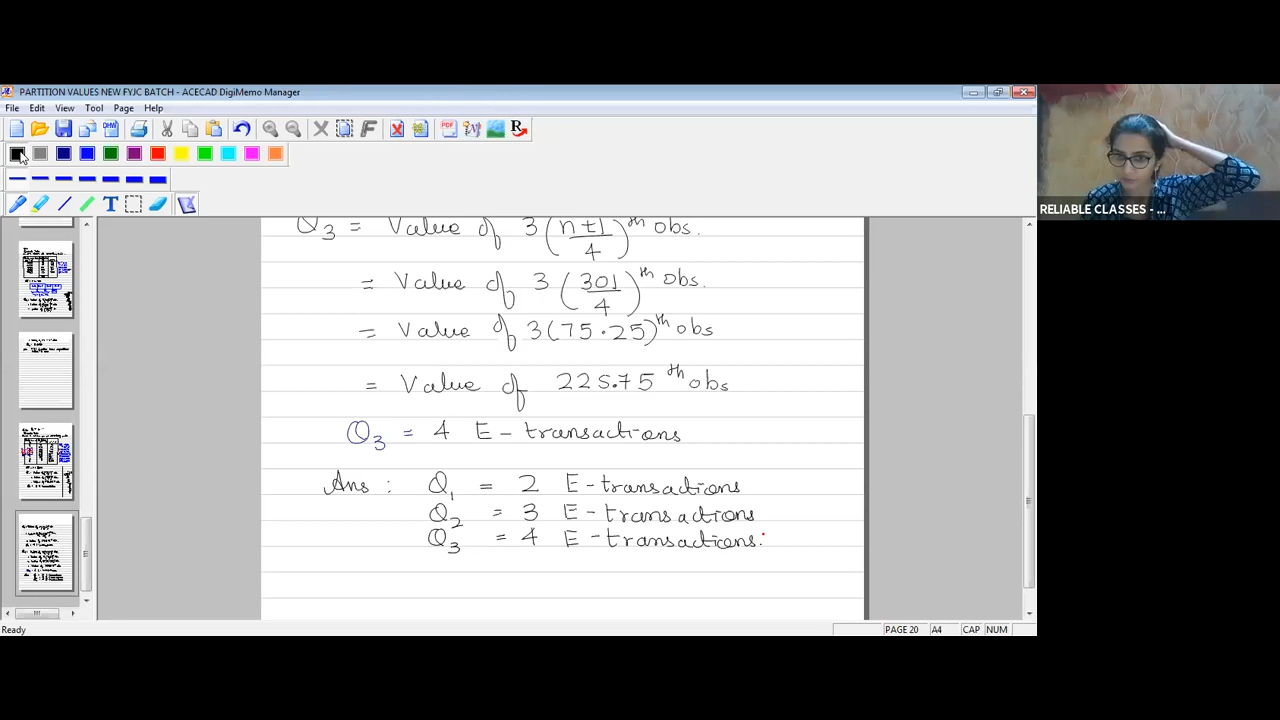 PARTITION VALUES NEW FYJC BATCH - ACECAD DigiMemo Manager
File Edit View Tool Page Help
Q3 = Value of 3 (n+1/4)th obs.
= Value of 3 (301/4)th obs.
= Value of 3(75.25)th obs
= Value of 225.75 th obs
Q3 = 4 E-transactions
Ans : Q1 = 2 E-transactions
Q2 = 3 E-transactions
Q3 = 4 E-transactions.
Ready
PAGE 20 A4 CAP NUM
RELIABLE CLASSES - ...